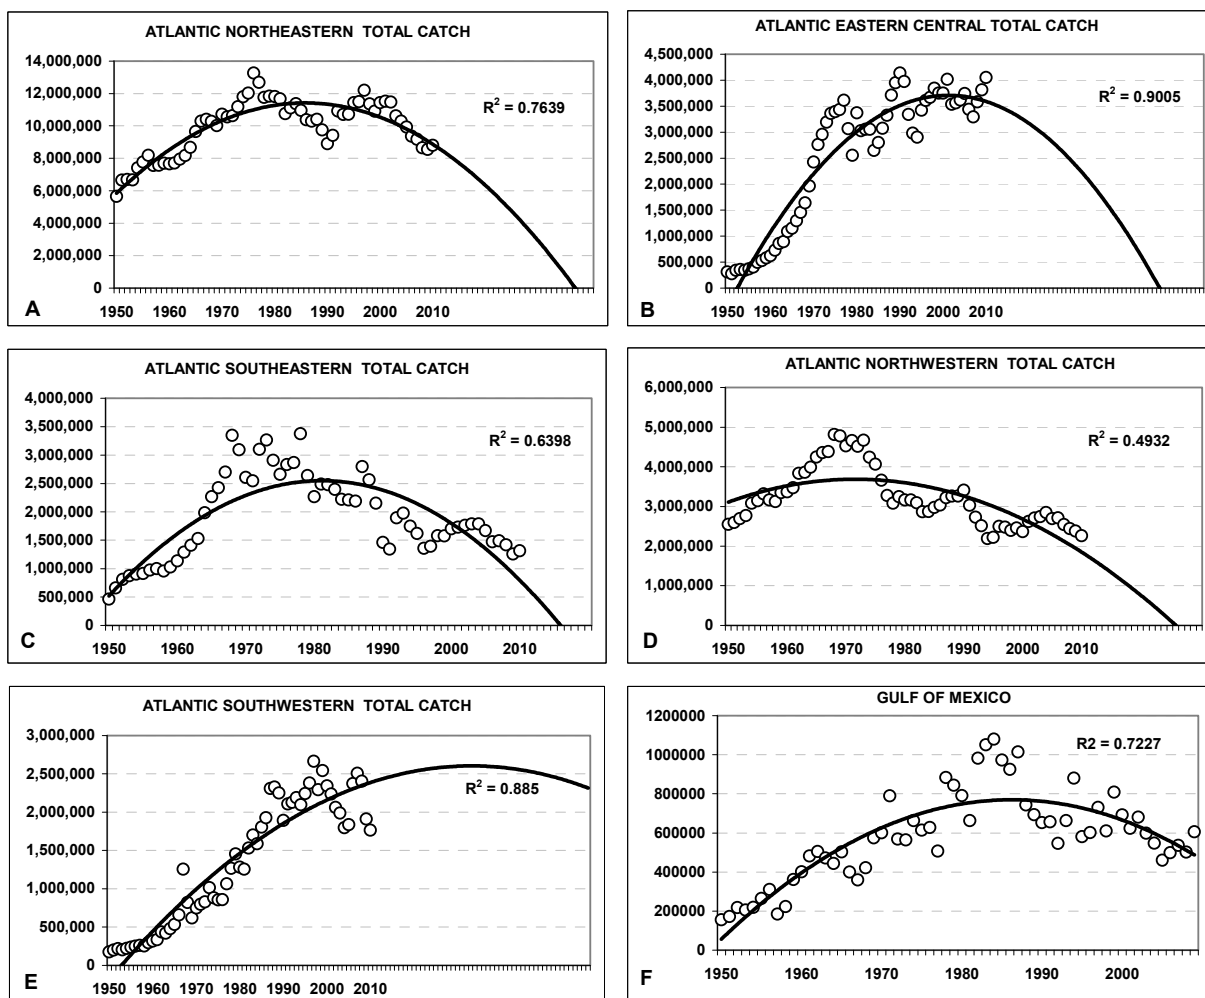 ATLANTIC NORTHEASTERN TOTAL CATCH
14,000,000
12,000,000
10,000,000
8,000,000
6,000,000
4,000,000
2,000,000
0
R² = 0.7639
A
1950 1960 1970 1980 1990 2000 2010
ATLANTIC EASTERN CENTRAL TOTAL CATCH
4,500,000
4,000,000
3,500,000
3,000,000
2,500,000
2,000,000
1,500,000
1,000,000
500,000
0
R² = 0.9005
B
1950 1960 1970 1980 1990 2000 2010
ATLANTIC SOUTHEASTERN TOTAL CATCH
4,000,000
3,500,000
3,000,000
2,500,000
2,000,000
1,500,000
1,000,000
500,000
0
R² = 0.6398
C
1950 1960 1970 1980 1990 2000 2010
ATLANTIC NORTHWESTERN TOTAL CATCH
6,000,000
5,000,000
4,000,000
3,000,000
2,000,000
1,000,000
0
R² = 0.4932
D
1950 1960 1970 1980 1990 2000 2010
ATLANTIC SOUTHWESTERN TOTAL CATCH
3,000,000
2,500,000
2,000,000
1,500,000
1,000,000
500,000
0
R² = 0.885
E
1950 1960 1970 1980 1990 2000 2010
GULF OF MEXICO
1200000
1000000
800000
600000
400000
200000
0
R2 = 0.7227
F
1950 1960 1970 1980 1990 2000